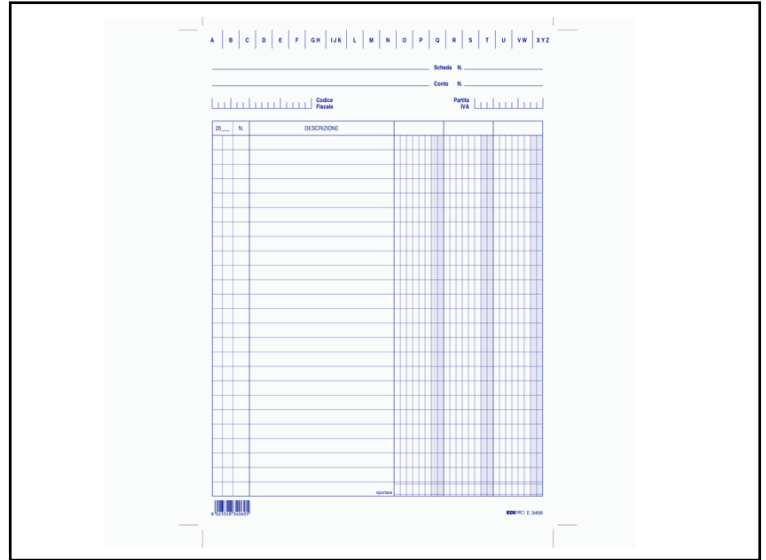 A B C D E F GH IJK L M N O P Q R S T U VW XYZ
Scheda N.
Conto N.
Codice Fiscale
Partita IVA
20__ N. DESCRIZIONE
riportare
EDIPRO E 3406